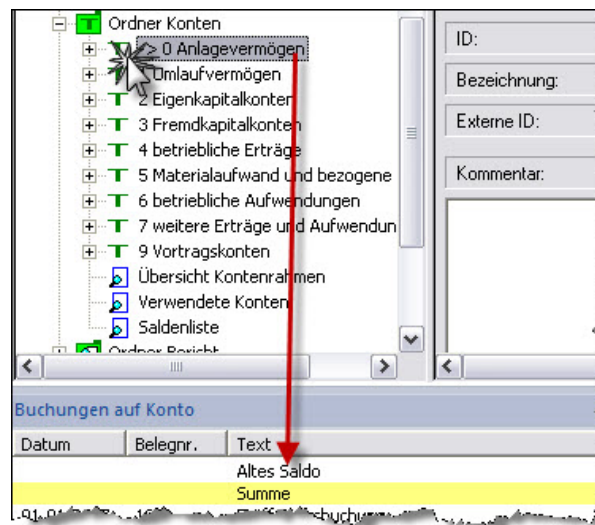 Ordner Konten
0 Anlagevermögen
Umlaufvermögen
2 Eigenkapitalkonten
3 Fremdkapitalkonten
4 betriebliche Erträge
5 Materialaufwand und bezogene
6 betriebliche Aufwendungen
7 weitere Erträge und Aufwendun
9 Vortragskonten
Übersicht Kontenrahmen
Verwendete Konten
Saldenliste
Ordner Bericht
ID:
Bezeichnung:
Externe ID:
Kommentar:
Buchungen auf Konto
Datum Belegnr. Text
Altes Saldo
Summe